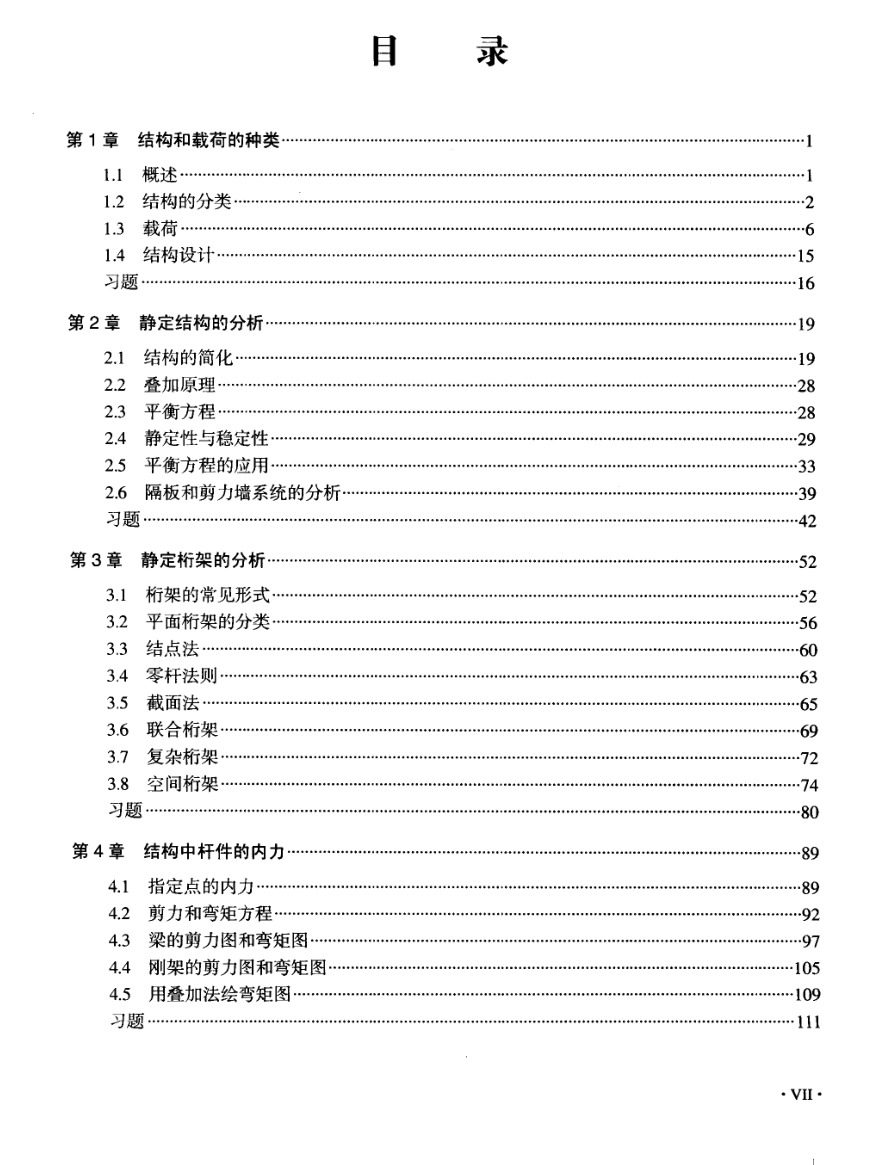 目 录
第 1 章 结构和载荷的种类……1
1.1 概述……1
1.2 结构的分类……2
1.3 载荷……6
1.4 结构设计……15
习题……16
第 2 章 静定结构的分析……19
2.1 结构的简化……19
2.2 叠加原理……28
2.3 平衡方程……28
2.4 静定性与稳定性……29
2.5 平衡方程的应用……33
2.6 隔板和剪力墙系统的分析……39
习题……42
第 3 章 静定桁架的分析……52
3.1 桁架的常见形式……52
3.2 平面桁架的分类……56
3.3 结点法……60
3.4 零杆法则……63
3.5 截面法……65
3.6 联合桁架……69
3.7 复杂桁架……72
3.8 空间桁架……74
习题……80
第 4 章 结构中杆件的内力……89
4.1 指定点的内力……89
4.2 剪力和弯矩方程……92
4.3 梁的剪力图和弯矩图……97
4.4 刚架的剪力图和弯矩图……105
4.5 用叠加法绘弯矩图……109
习题……111
·VII·